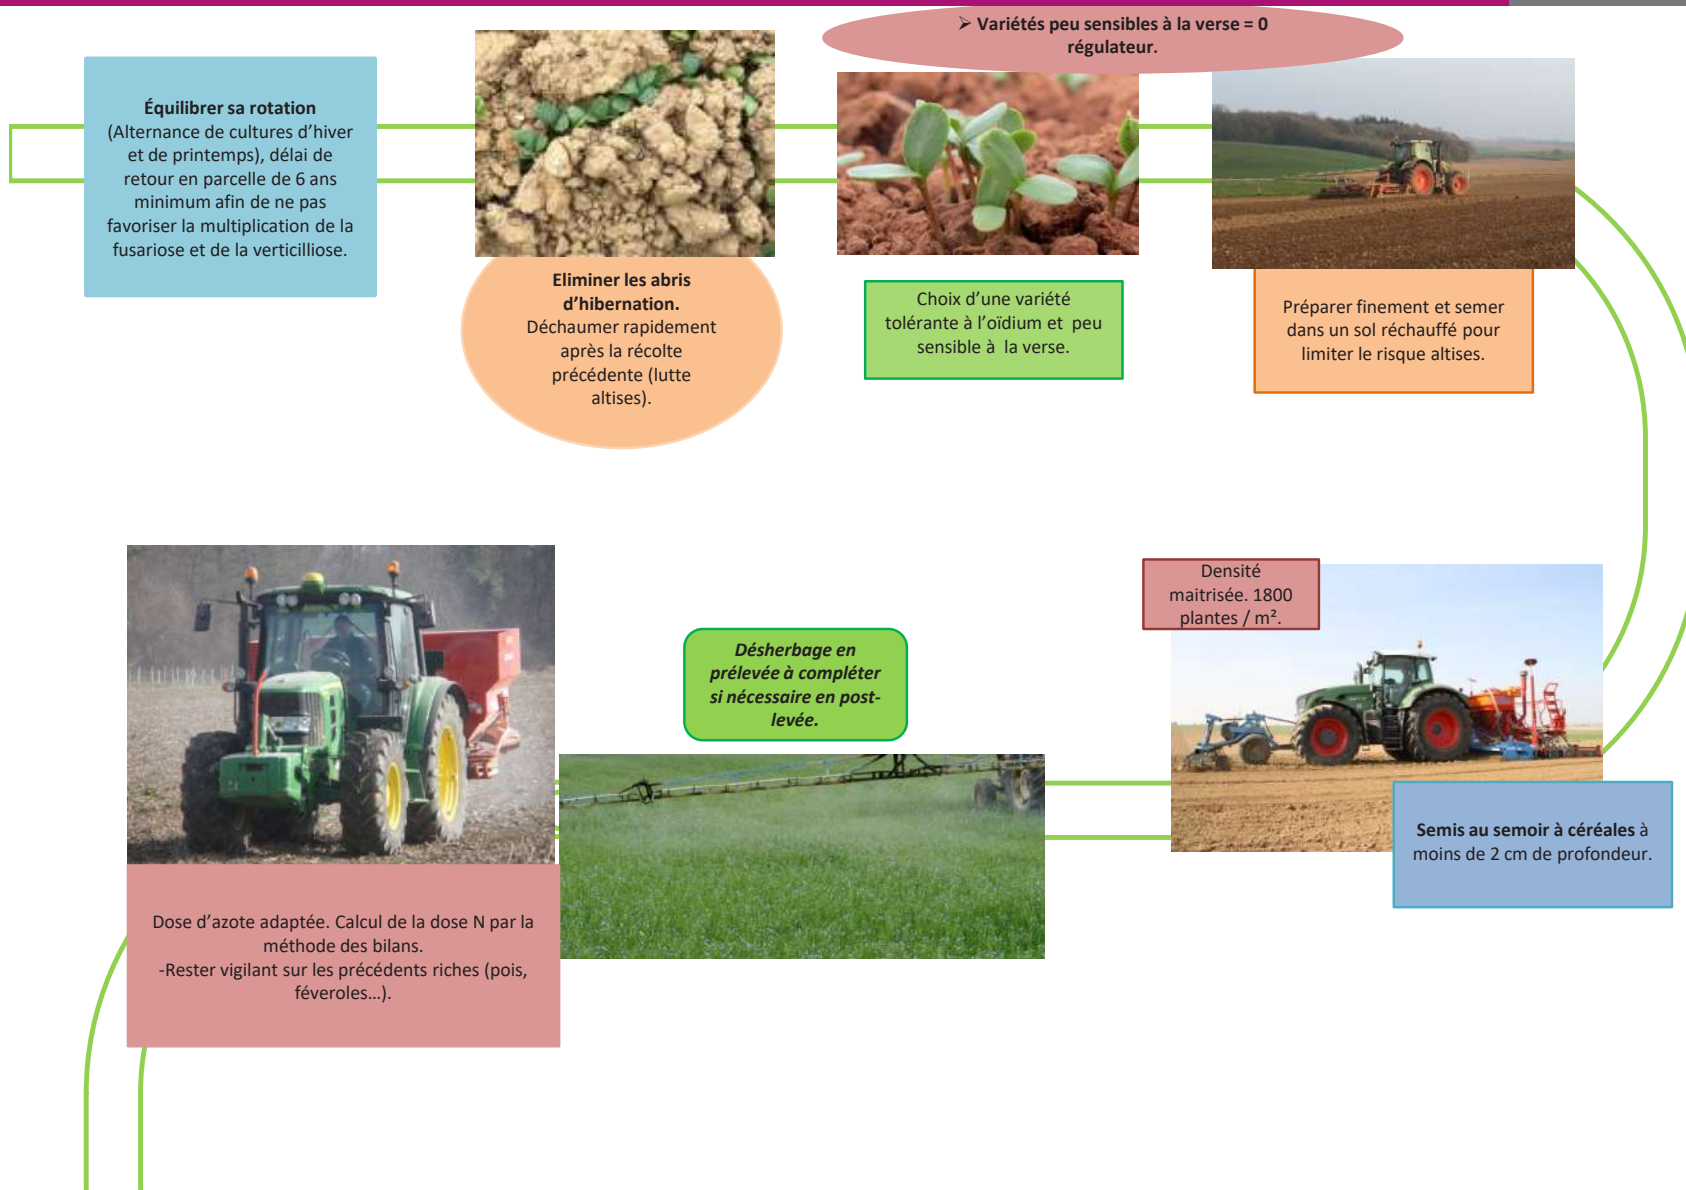 ➢ Variétés peu sensibles à la verse = 0
régulateur.
Équilibrer sa rotation
(Alternance de cultures d’hiver
et de printemps), délai de
retour en parcelle de 6 ans
minimum afin de ne pas
favoriser la multiplication de la
fusariose et de la verticilliose.
Eliminer les abris
d’hibernation.
Déchaumer rapidement
après la récolte
précédente (lutte
altises).
Choix d’une variété
tolérante à l’oïdium et peu
sensible à la verse.
Préparer finement et semer
dans un sol réchauffé pour
limiter le risque altises.
Densité
maitrisée. 1800
plantes / m².
Semis au semoir à céréales à
moins de 2 cm de profondeur.
Désherbage en
prélevée à compléter
si nécessaire en post-
levée.
Dose d’azote adaptée. Calcul de la dose N par la
méthode des bilans.
-Rester vigilant sur les précédents riches (pois,
féveroles…).